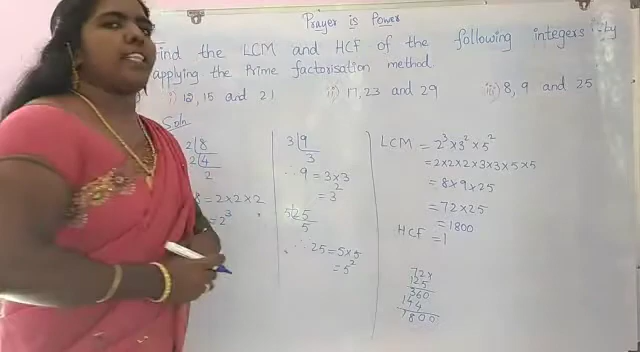 Prayer is Power
Find the LCM and HCF of the following integers by
applying the Prime factorisation method
i) 12, 15 and 21 ii) 17, 23 and 29 iii) 8, 9 and 25
Soln
2 8
2 4
2
8 = 2×2×2
= 2³
3 9
3
∴ 9 = 3×3
= 3²
5 25
5
∴ 25 = 5×5
= 5²
LCM = 2³×3²×5²
= 2×2×2×3×3×5×5
= 8×9×25
= 72×25
= 1800
HCF = 1
72×
25
360
144
1800